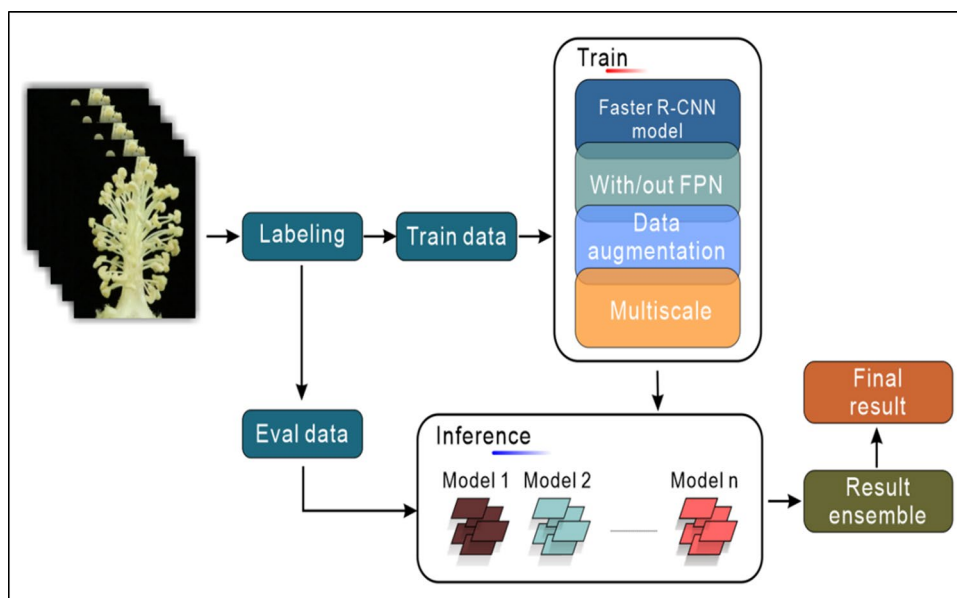 Train
Faster R-CNN
model
With/out FPN
Data
augmentation
Multiscale
Labeling
Train data
Eval data
Inference
Model 1
Model 2
Model n
Final
result
Result
ensemble